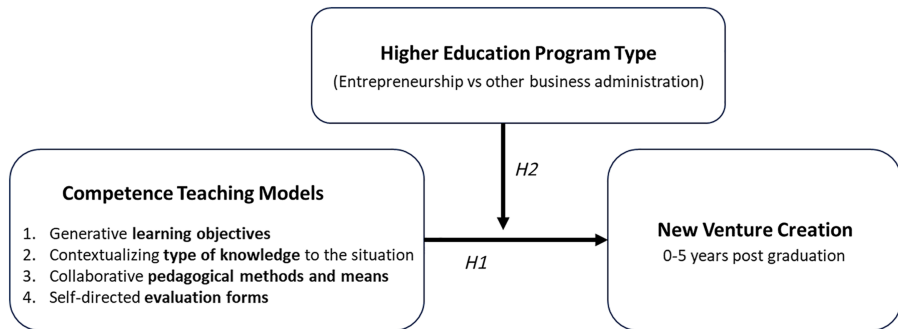 Higher Education Program Type
(Entrepreneurship vs other business administration)
H2
Competence Teaching Models
1. Generative learning objectives
2. Contextualizing type of knowledge to the situation
3. Collaborative pedagogical methods and means
4. Self-directed evaluation forms
H1
New Venture Creation
0-5 years post graduation